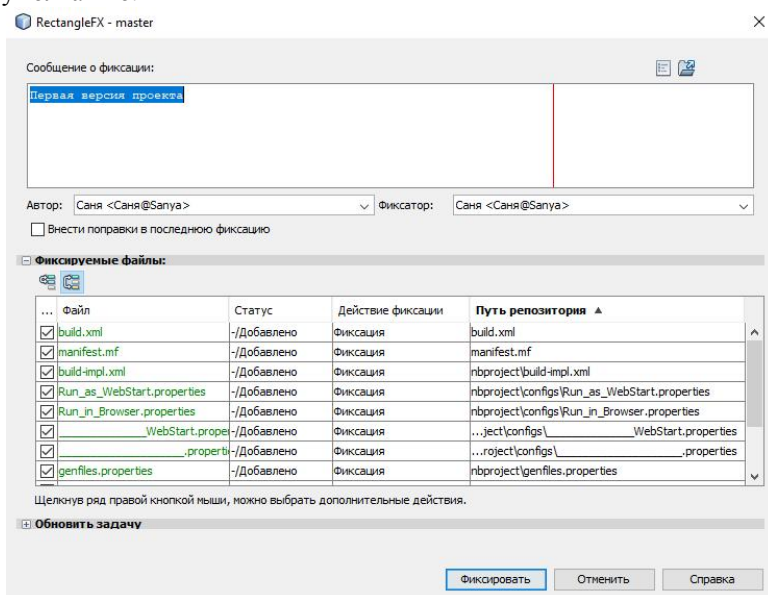 RectangleFX - master
Сообщение о фиксации:
Первая версия проекта
Автор: Саня <Саня@Sanya> Фиксатор: Саня <Саня@Sanya>
Внести поправки в последнюю фиксацию
Фиксируемые файлы:
... Файл Статус Действие фиксации Путь репозитория ▲
build.xml -/Добавлено Фиксация build.xml
manifest.mf -/Добавлено Фиксация manifest.mf
build-impl.xml -/Добавлено Фиксация nbproject\build-impl.xml
Run_as_WebStart.properties -/Добавлено Фиксация nbproject\configs\Run_as_WebStart.properties
Run_in_Browser.properties -/Добавлено Фиксация nbproject\configs\Run_in_Browser.properties
_______________WebStart.proper -/Добавлено Фиксация ...ject\configs\_______________WebStart.properties
______________________.properti -/Добавлено Фиксация ...roject\configs\______________________.properties
genfiles.properties -/Добавлено Фиксация nbproject\genfiles.properties
Щелкнув ряд правой кнопкой мыши, можно выбрать дополнительные действия.
Обновить задачу
Фиксировать Отменить Справка